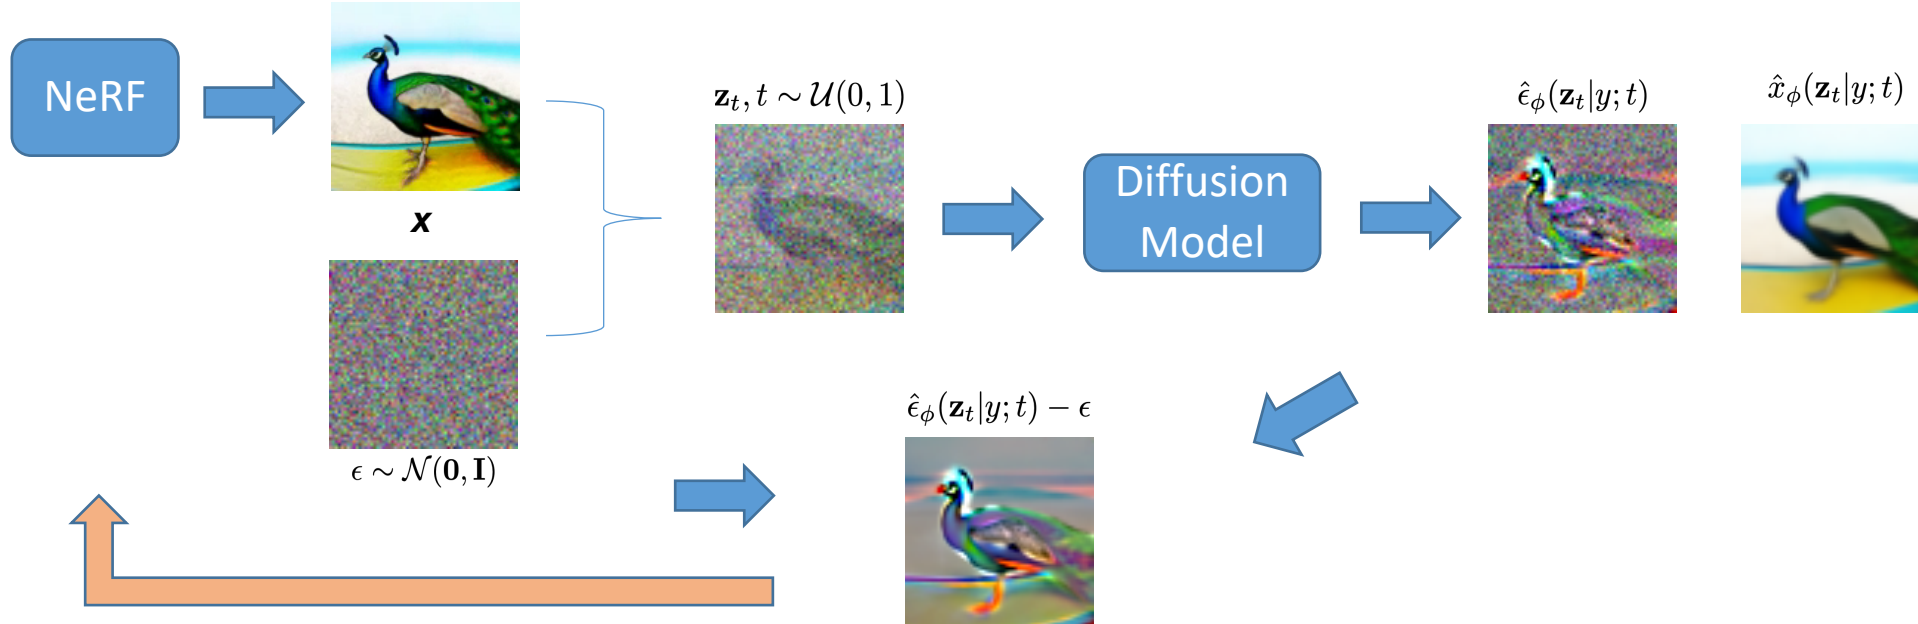 NeRF
x
ϵ ∼ 𝒩(0, I)
z_t, t ∼ 𝒰(0, 1)
Diffusion
Model
ϵ̂_ϕ(z_t|y; t)
x̂_ϕ(z_t|y; t)
ϵ̂_ϕ(z_t|y; t) − ϵ